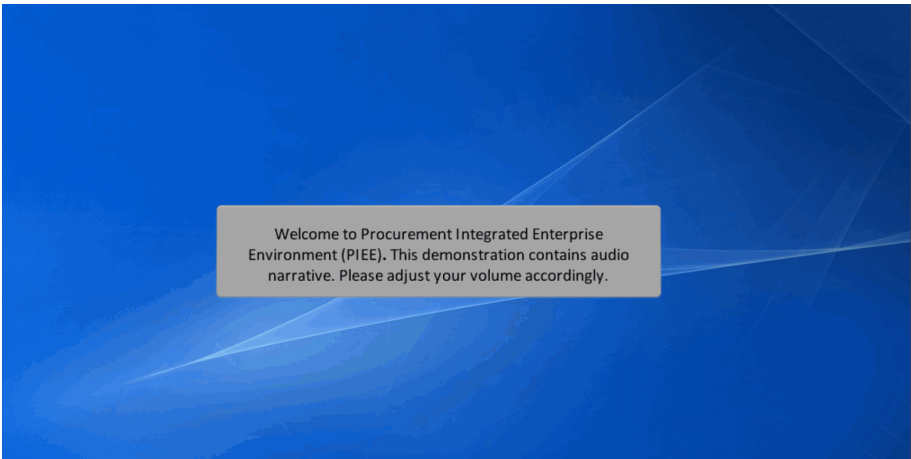 Welcome to Procurement Integrated Enterprise
Environment (PIEE). This demonstration contains audio
narrative. Please adjust your volume accordingly.